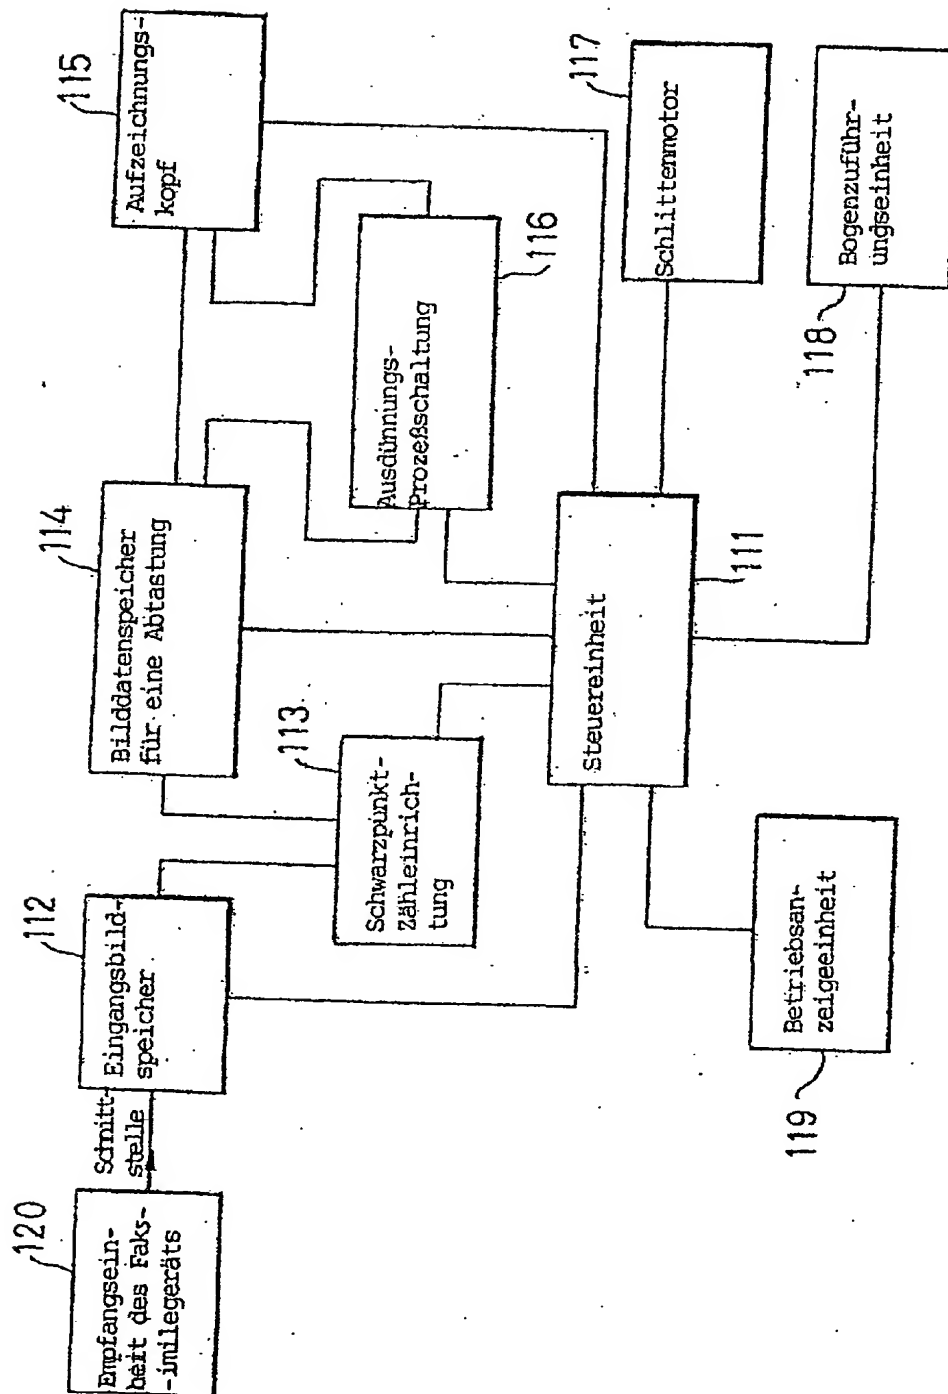 120
Empfangsein-
heit des Faks-
-imilegeräts
Schnitt-
stelle
112
Eingangsbild-
speicher.
113
Schwarzpunkt-
Zähleinrich-
tung
114
Bilddatenspeicher
für eine Abtastung
115
Aufzeichnungs-
kopf
Ausdünnungs-
Prozeßschaltung
116
Steuereinheit
111
117
Schlittenmotor
118
Bogenzuführ-
ungseinheit
119
Betriebsan-
zeigeeinheit